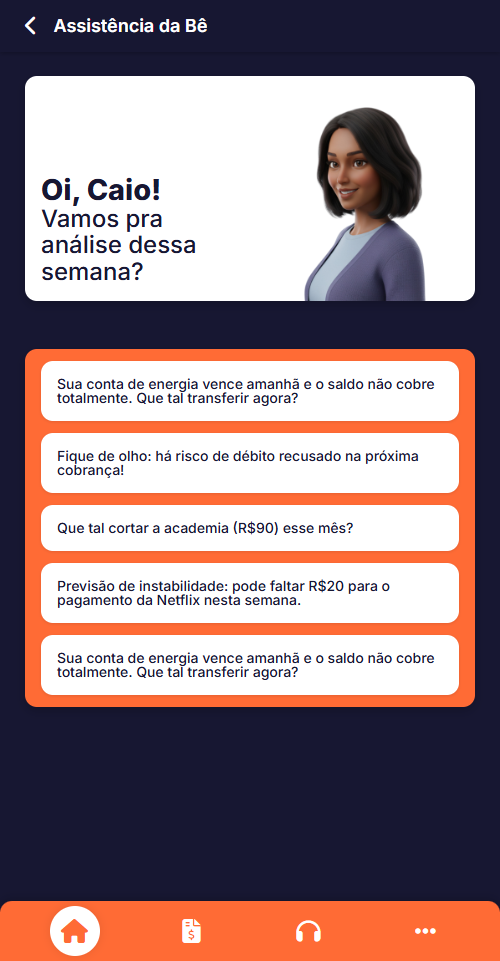 Assistência da Bê
Oi, Caio!
Vamos pra
análise dessa
semana?
Sua conta de energia vence amanhã e o saldo não cobre
totalmente. Que tal transferir agora?
Fique de olho: há risco de débito recusado na próxima
cobrança!
Que tal cortar a academia (R$90) esse mês?
Previsão de instabilidade: pode faltar R$20 para o
pagamento da Netflix nesta semana.
Sua conta de energia vence amanhã e o saldo não cobre
totalmente. Que tal transferir agora?